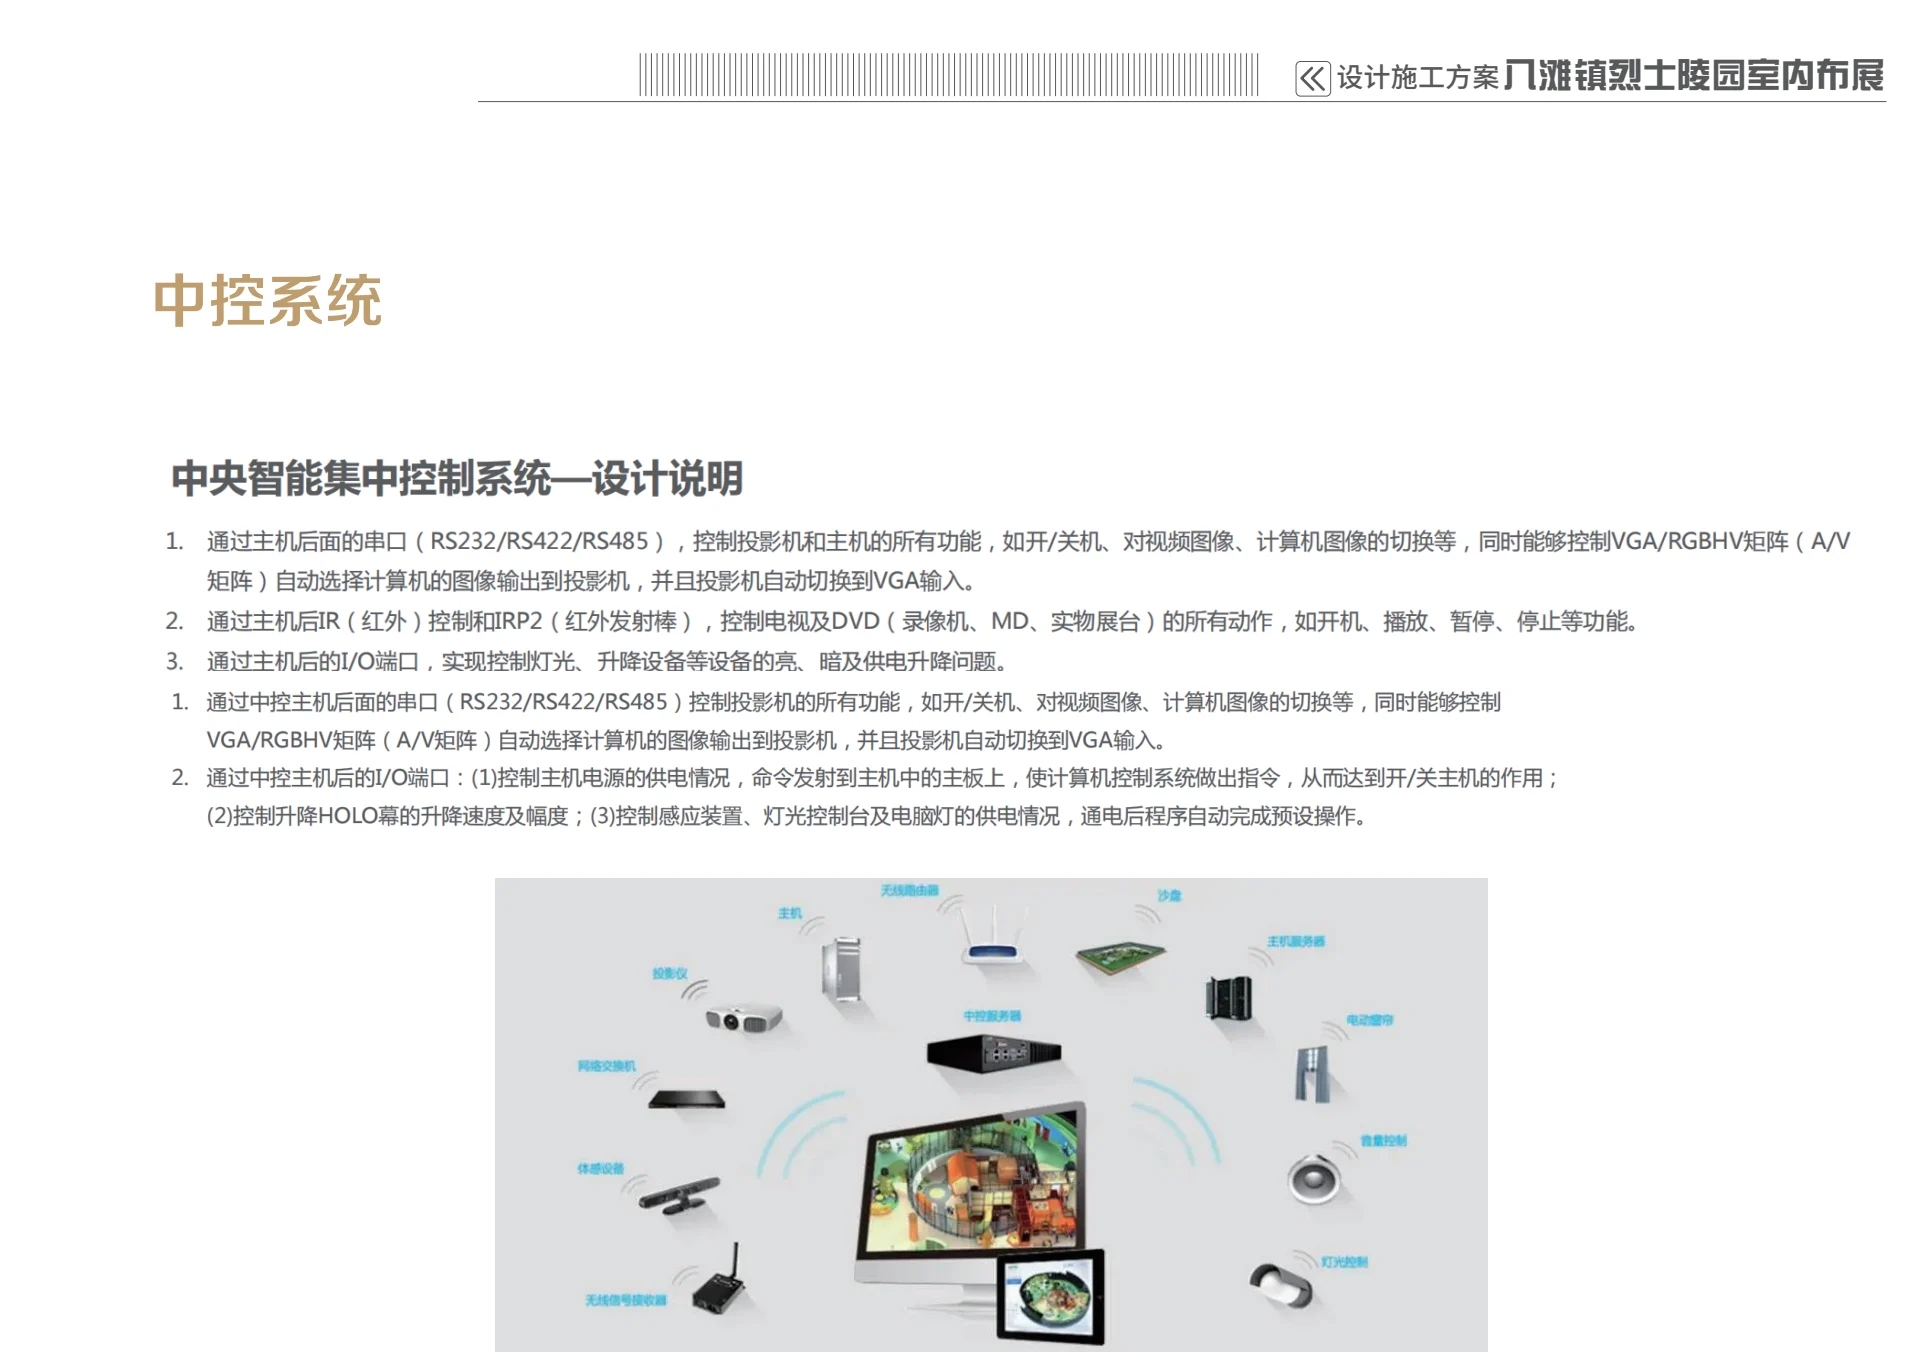 设计施工方案 八滩镇烈士陵园室内布展
中控系统
中央智能集中控制系统—设计说明
1. 通过主机后面的串口（RS232/RS422/RS485），控制投影机和主机的所有功能，如开/关机、对视频图像、计算机图像的切换等，同时能够控制VGA/RGBHV矩阵（A/V
矩阵）自动选择计算机的图像输出到投影机，并且投影机自动切换到VGA输入。
2. 通过主机后IR（红外）控制和IRP2（红外发射棒），控制电视及DVD（录像机、MD、实物展台）的所有动作，如开机、播放、暂停、停止等功能。
3. 通过主机后的I/O端口，实现控制灯光、升降设备等设备的亮、暗及供电升降问题。
1. 通过中控主机后面的串口（RS232/RS422/RS485）控制投影机的所有功能，如开/关机、对视频图像、计算机图像的切换等，同时能够控制
VGA/RGBHV矩阵（A/V矩阵）自动选择计算机的图像输出到投影机，并且投影机自动切换到VGA输入。
2. 通过中控主机后的I/O端口：(1)控制主机电源的供电情况，命令发射到主机中的主板上，使计算机控制系统做出指令，从而达到开/关主机的作用；
(2)控制升降HOLO幕的升降速度及幅度；(3)控制感应装置、灯光控制台及电脑灯的供电情况，通电后程序自动完成预设操作。
无线路由器
沙盘
主机
主机服务器
投影仪
中控服务器
电动窗帘
网络交换机
音量控制
体感设备
灯光控制
无线信号接收器